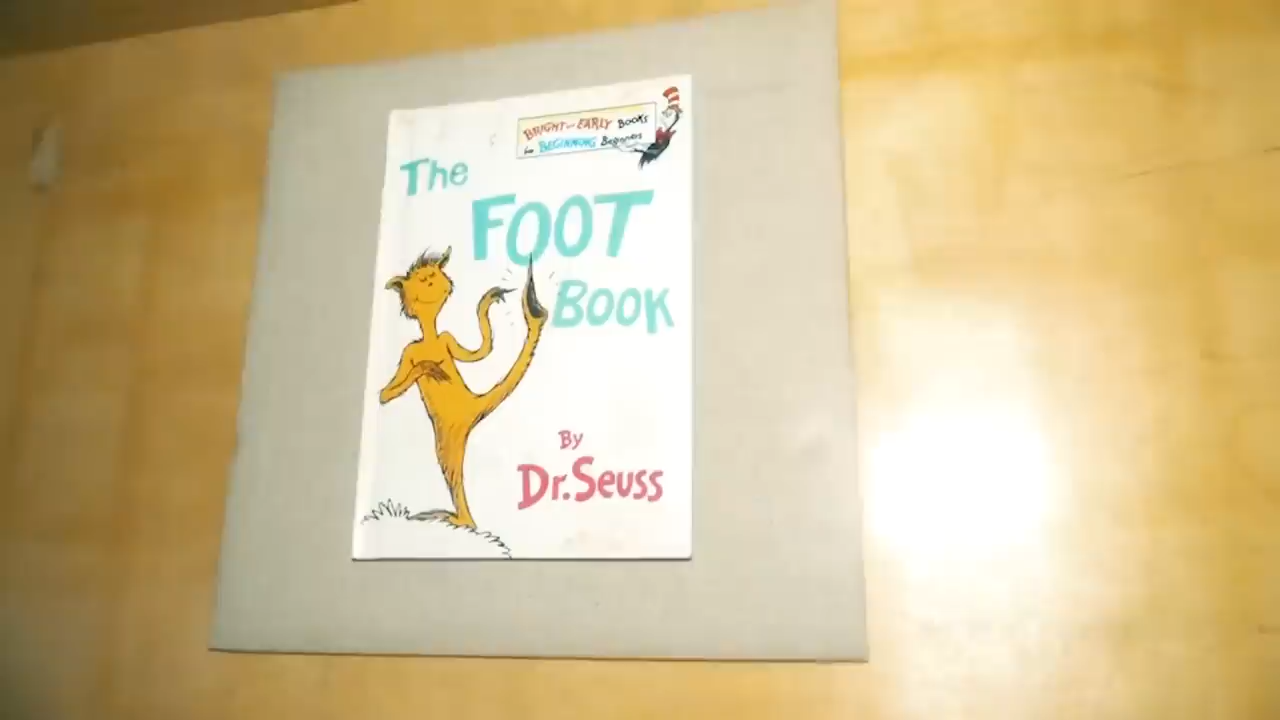 BRIGHT and EARLY BOOKS
for BEGINNING Beginners
The
FOOT
BOOK
By
Dr. Seuss